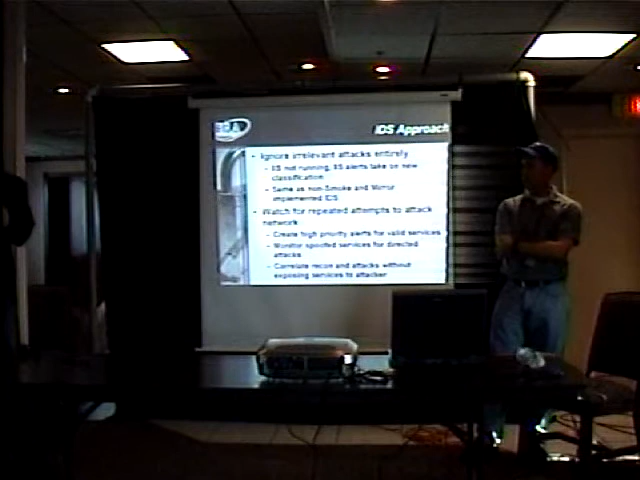 IDS Approach
• Ignore irrelevant attacks entirely
– IIS not running, IIS alerts take on new
classification
– Same as non-Smoke and Mirror
implemented IDS
• Watch for repeated attempts to attack
network
– Create high priority alerts for valid services
– Monitor spoofed services for directed
attacks
– Correlate recon and attacks without
exposing services to attacker